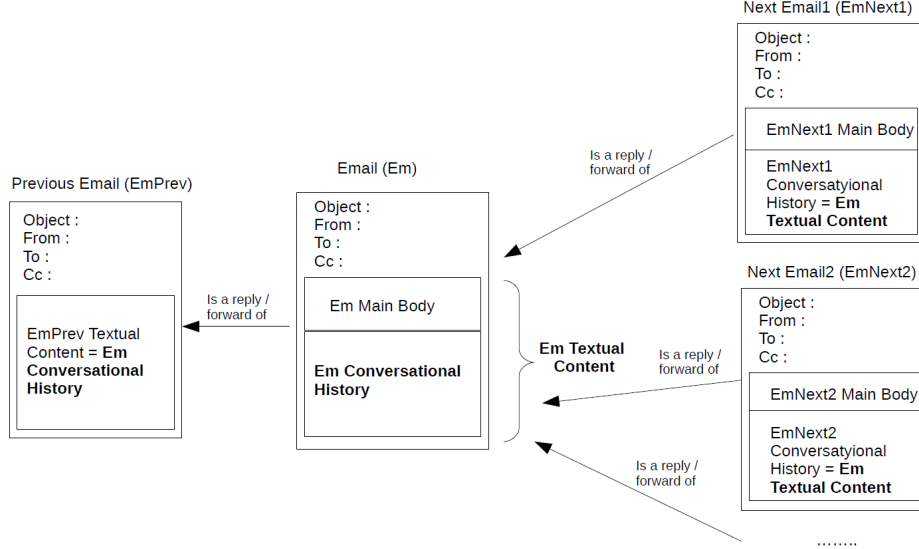 Previous Email (EmPrev)
Object :
From :
To :
Cc :
EmPrev Textual
Content = Em
Conversational
History
Is a reply /
forward of
Email (Em)
Object :
From :
To :
Cc :
Em Main Body
Em Conversational
History
Em Textual
Content
Is a reply /
forward of
Next Email1 (EmNext1)
Object :
From :
To :
Cc :
EmNext1 Main Body
EmNext1
Conversatyional
History = Em
Textual Content
Is a reply /
forward of
Next Email2 (EmNext2)
Object :
From :
To :
Cc :
EmNext2 Main Body
EmNext2
Conversatyional
History = Em
Textual Content
Is a reply /
forward of
........